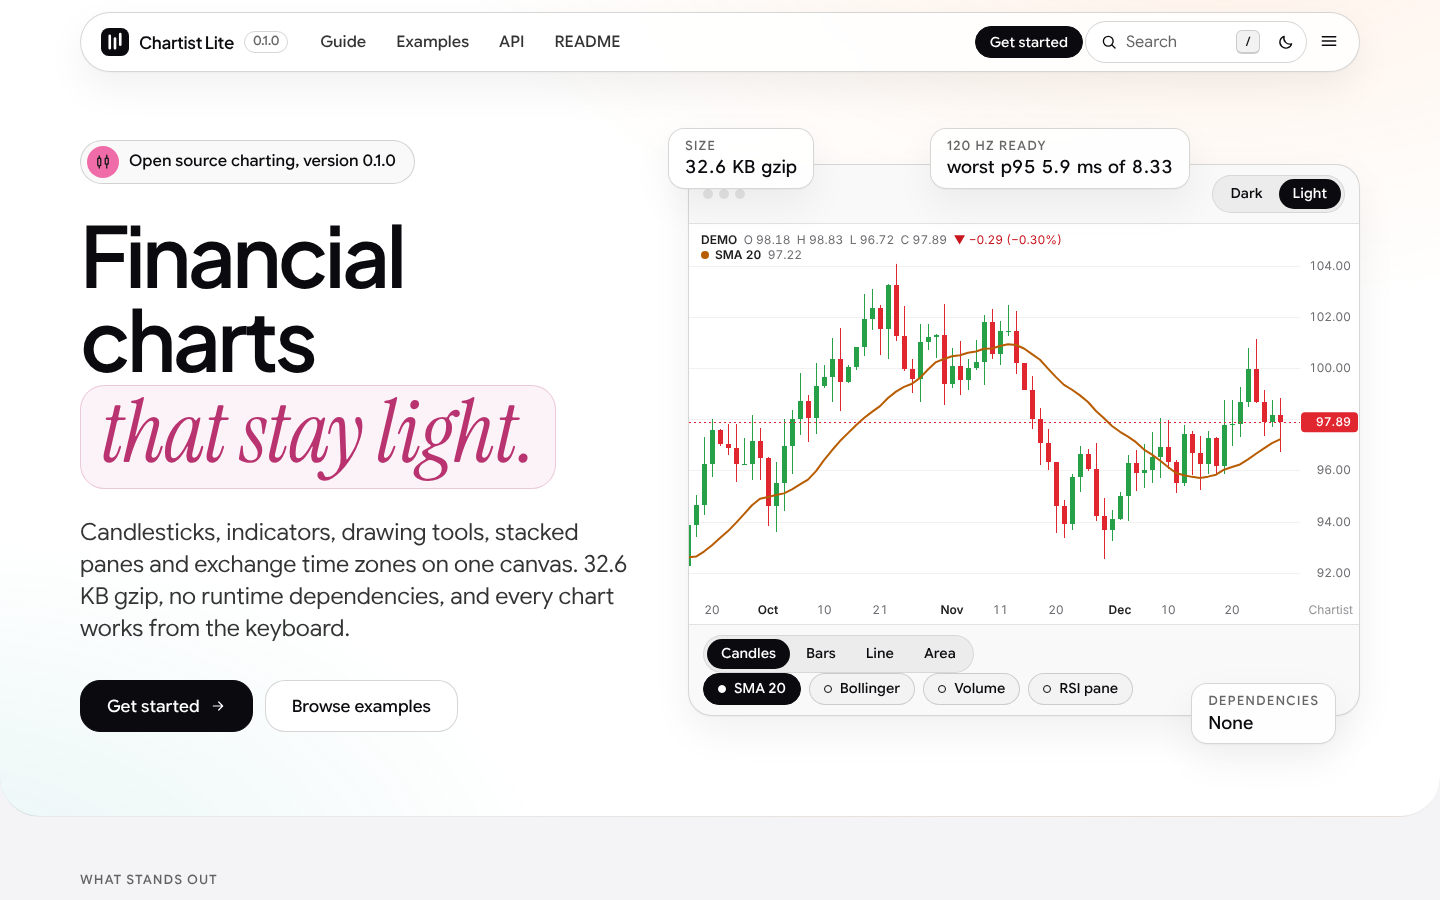 Chartist Lite 0.1.0 Guide Examples API README Get started Search /
Open source charting, version 0.1.0
Financial
charts
that stay light.
Candlesticks, indicators, drawing tools, stacked
panes and exchange time zones on one canvas. 32.6
KB gzip, no runtime dependencies, and every chart
works from the keyboard.
Get started → Browse examples
SIZE
32.6 KB gzip
120 HZ READY
worst p95 5.9 ms of 8.33
Dark Light
DEMO O 98.18 H 98.83 L 96.72 C 97.89 ▼ −0.29 (−0.30%)
SMA 20 97.22
104.00
102.00
100.00
97.89
96.00
94.00
92.00
20 Oct 10 21 Nov 11 20 Dec 10 20 Chartist
Candles Bars Line Area
SMA 20 Bollinger Volume RSI pane
DEPENDENCIES
None
WHAT STANDS OUT